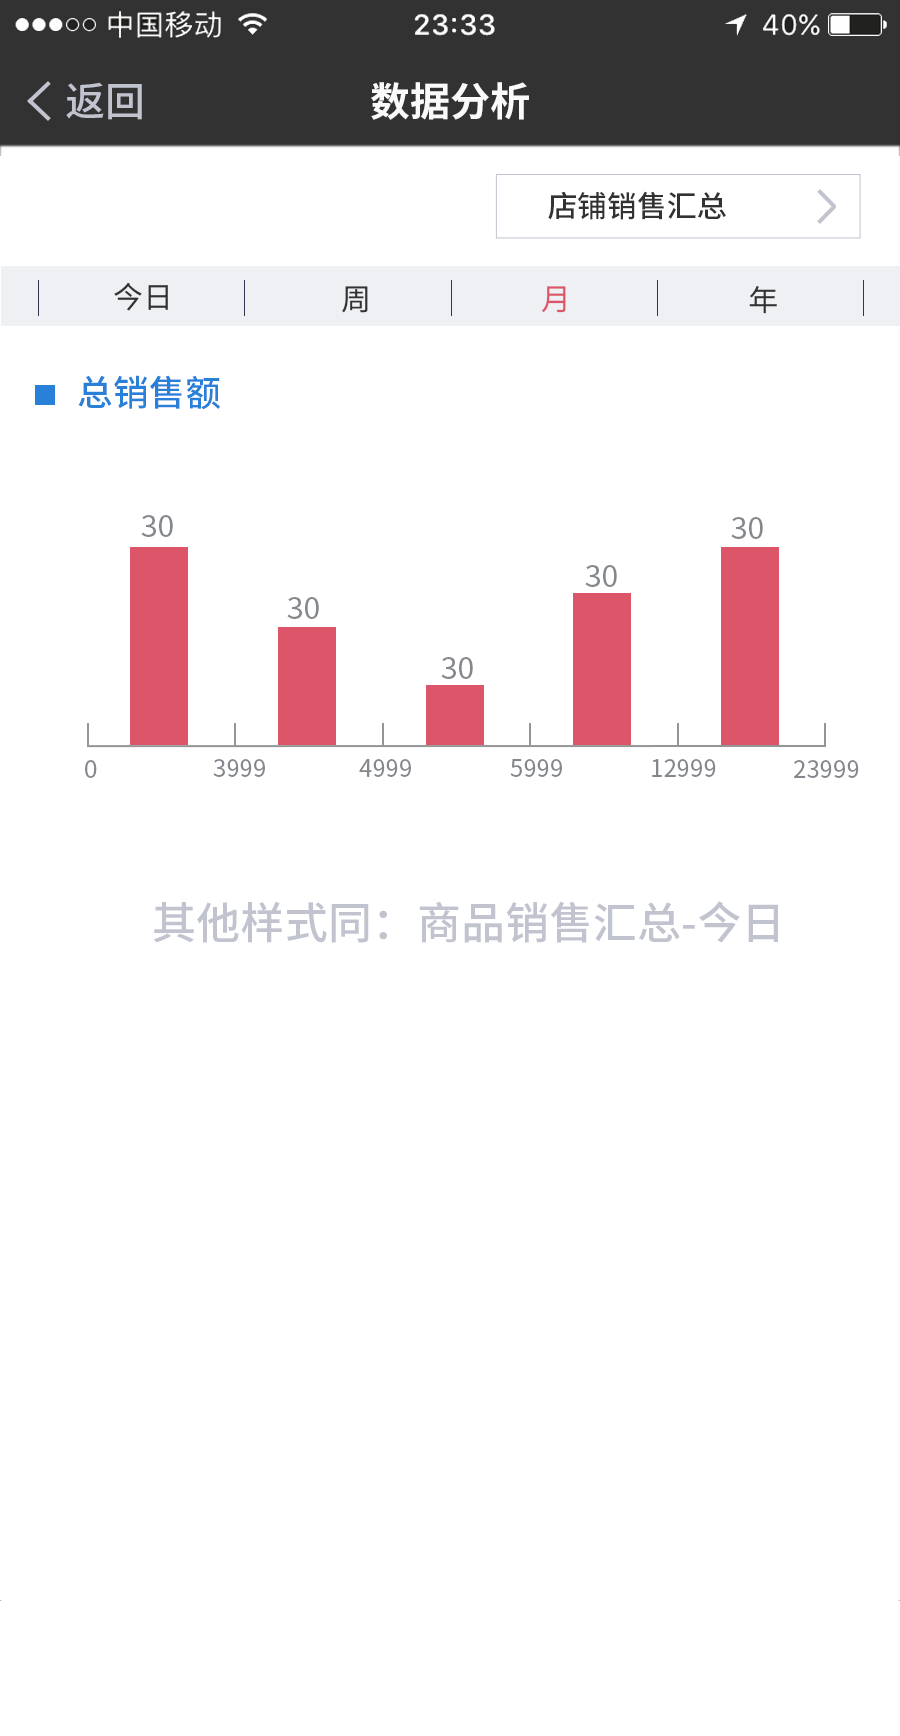 中国移动 23:33 40%
返回 数据分析
店铺销售汇总
今日 周 月 年
总销售额
30 30 30 30 30
0 3999 4999 5999 12999 23999
其他样式同：商品销售汇总-今日